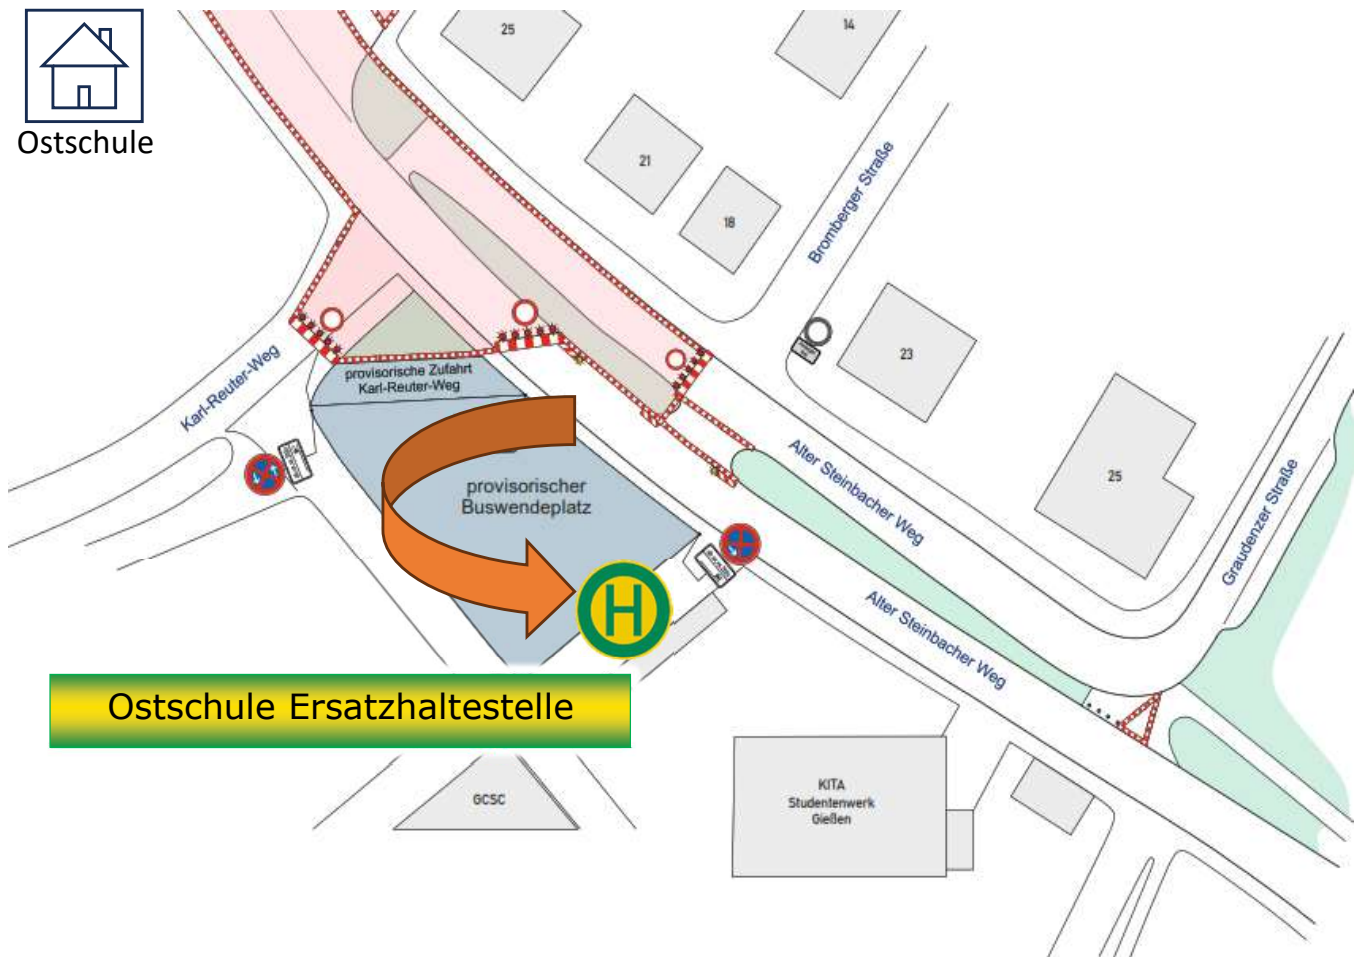 Ostschule
25
14
21
18
Bromberger Straße
23
Karl-Reuter-Weg
provisorische Zufahrt
Karl-Reuter-Weg
provisorischer
Buswendeplatz
Alter Steinbacher Weg
25
Graudenzer Straße
Alter Steinbacher Weg
H
Ostschule Ersatzhaltestelle
GCSC
KITA
Studentenwerk
Gießen